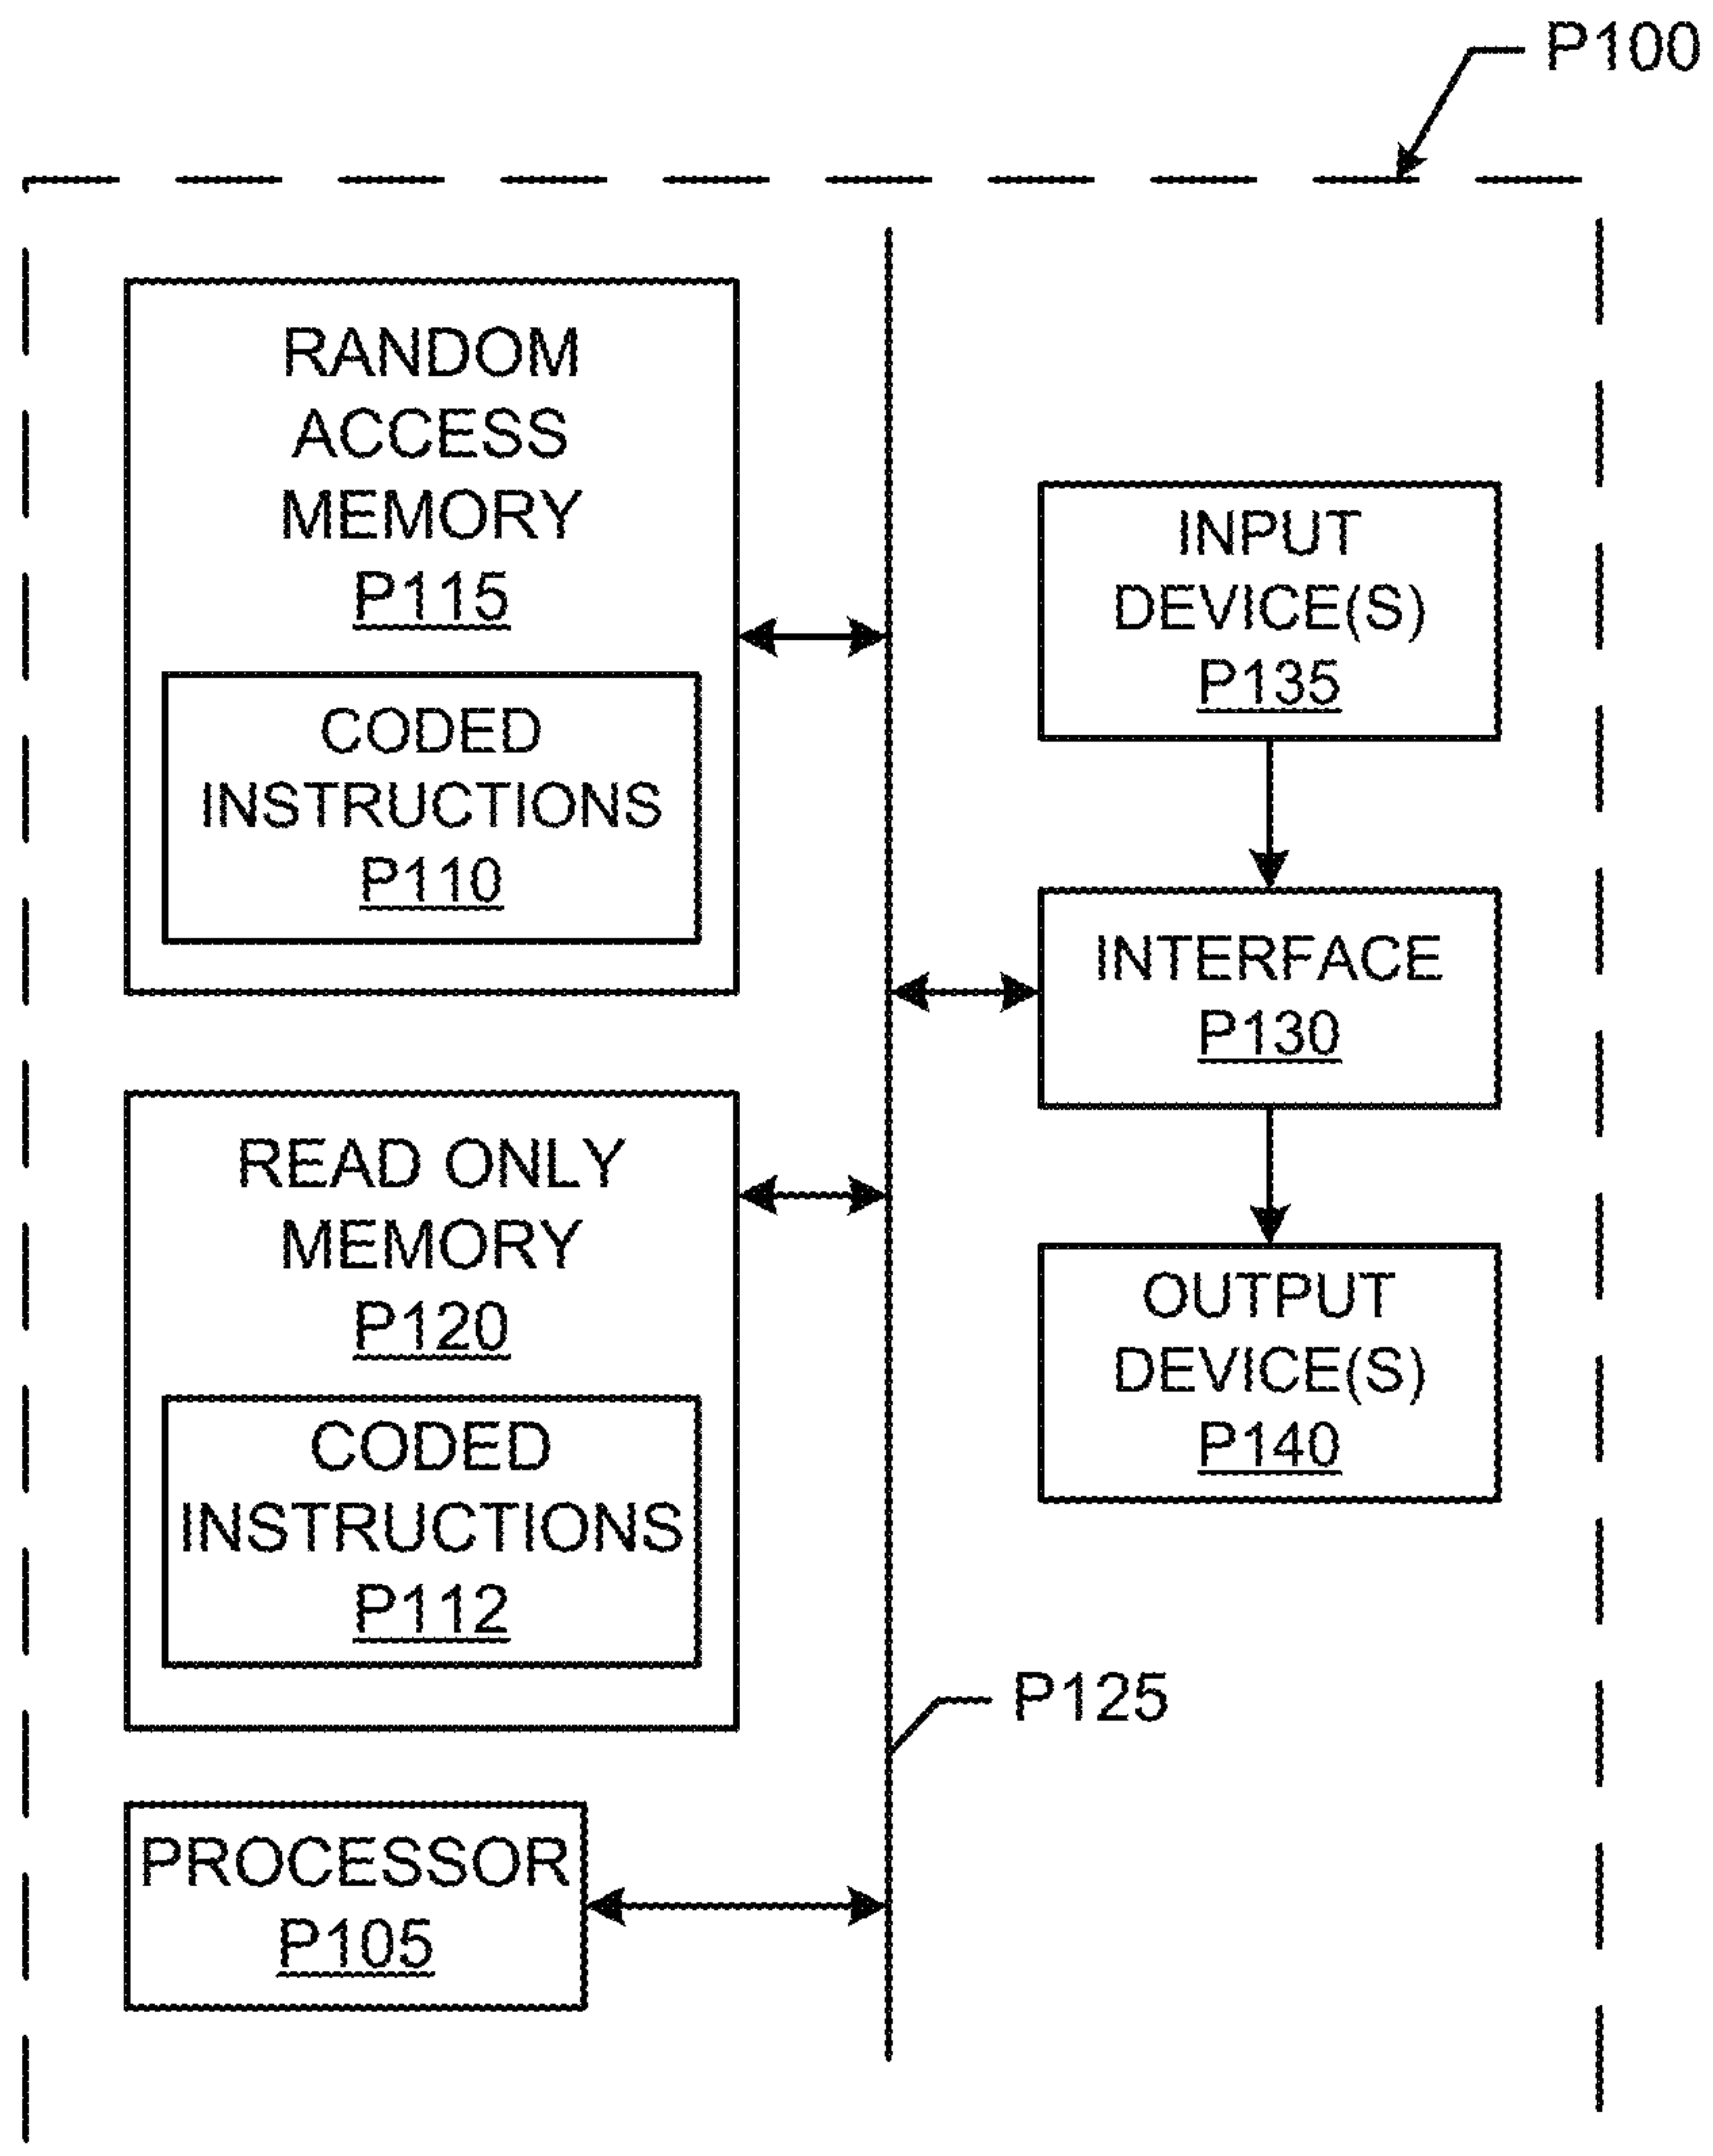 P100
RANDOM
ACCESS
MEMORY
P115
CODED
INSTRUCTIONS
P110
READ ONLY
MEMORY
P120
CODED
INSTRUCTIONS
P112
PROCESSOR
P105
INPUT
DEVICE(S)
P135
INTERFACE
P130
OUTPUT
DEVICE(S)
P140
P125